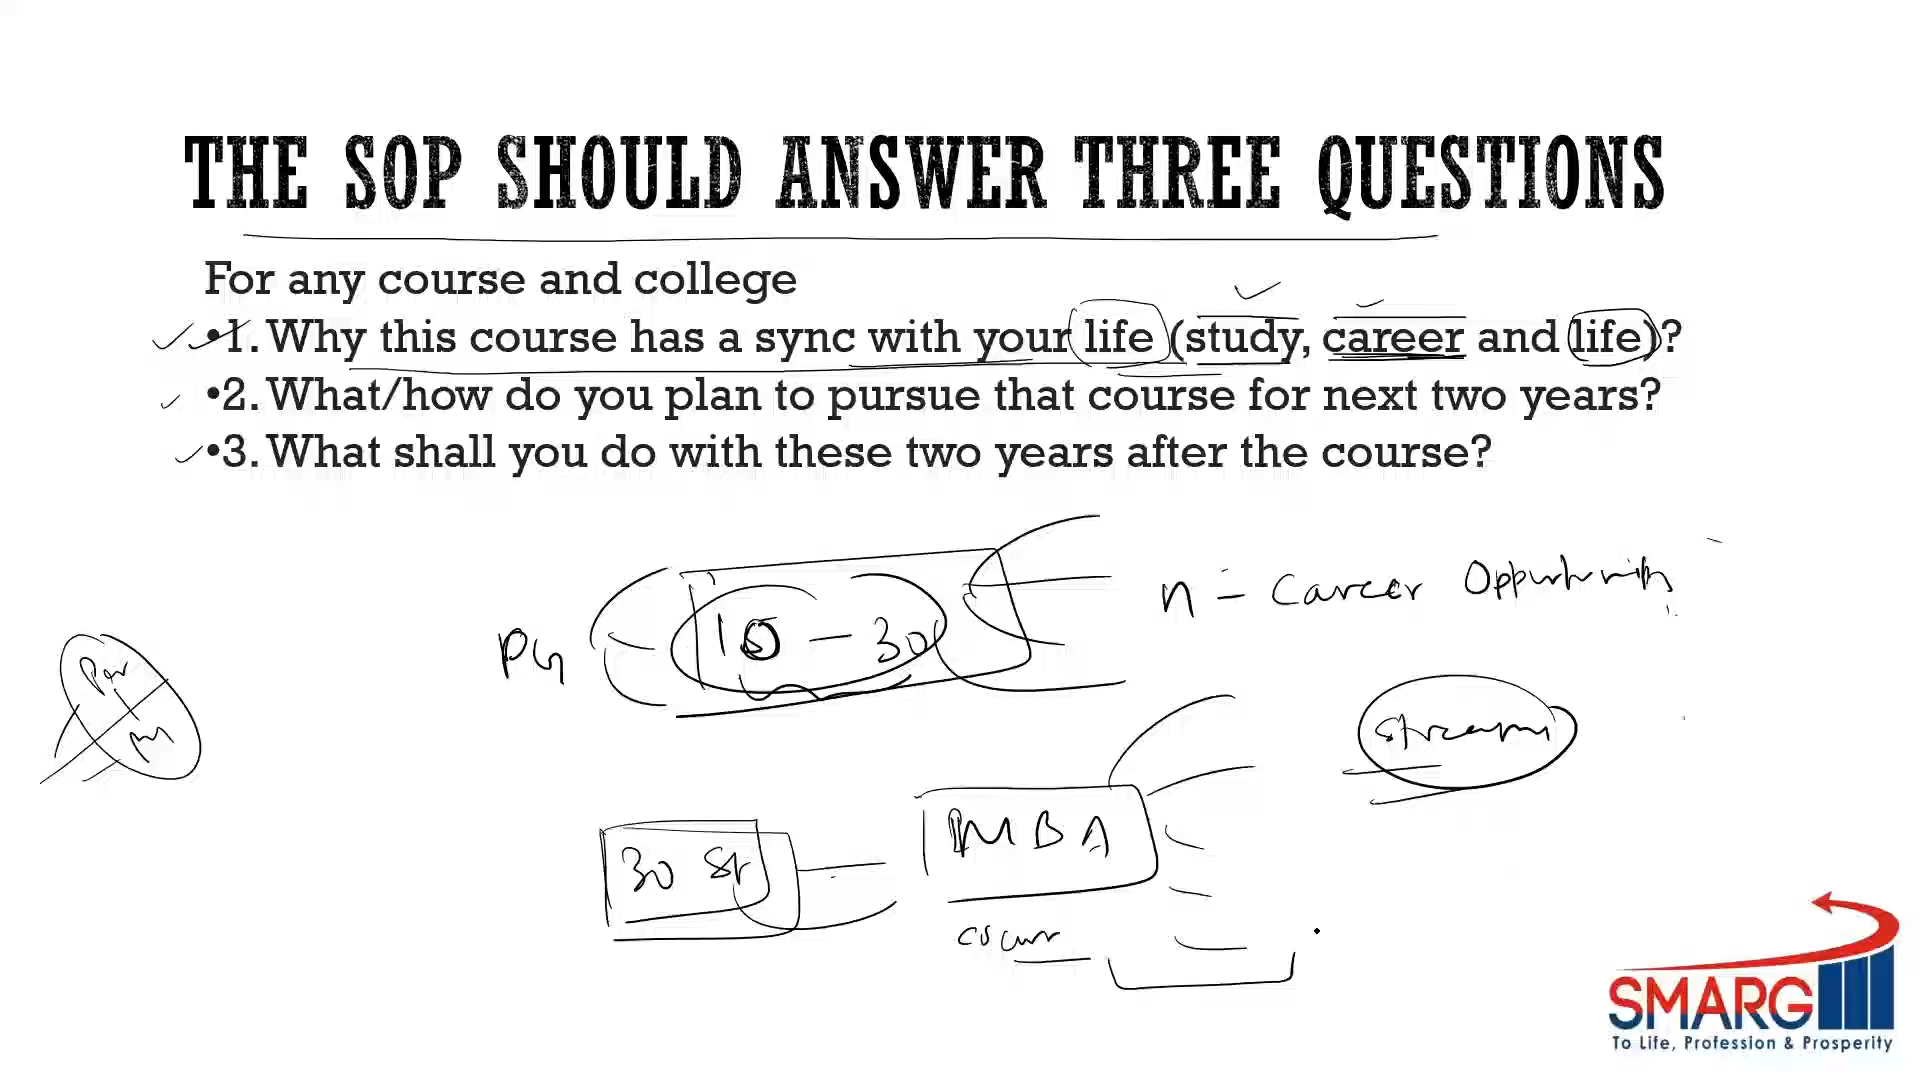 THE SOP SHOULD ANSWER THREE QUESTIONS
For any course and college
•1. Why this course has a sync with your life (study, career and life)?
•2. What/how do you plan to pursue that course for next two years?
•3. What shall you do with these two years after the course?
n - Career Opportunity
PG
30
Stream
MBA
30 St
SMARG
To Life, Profession & Prosperity